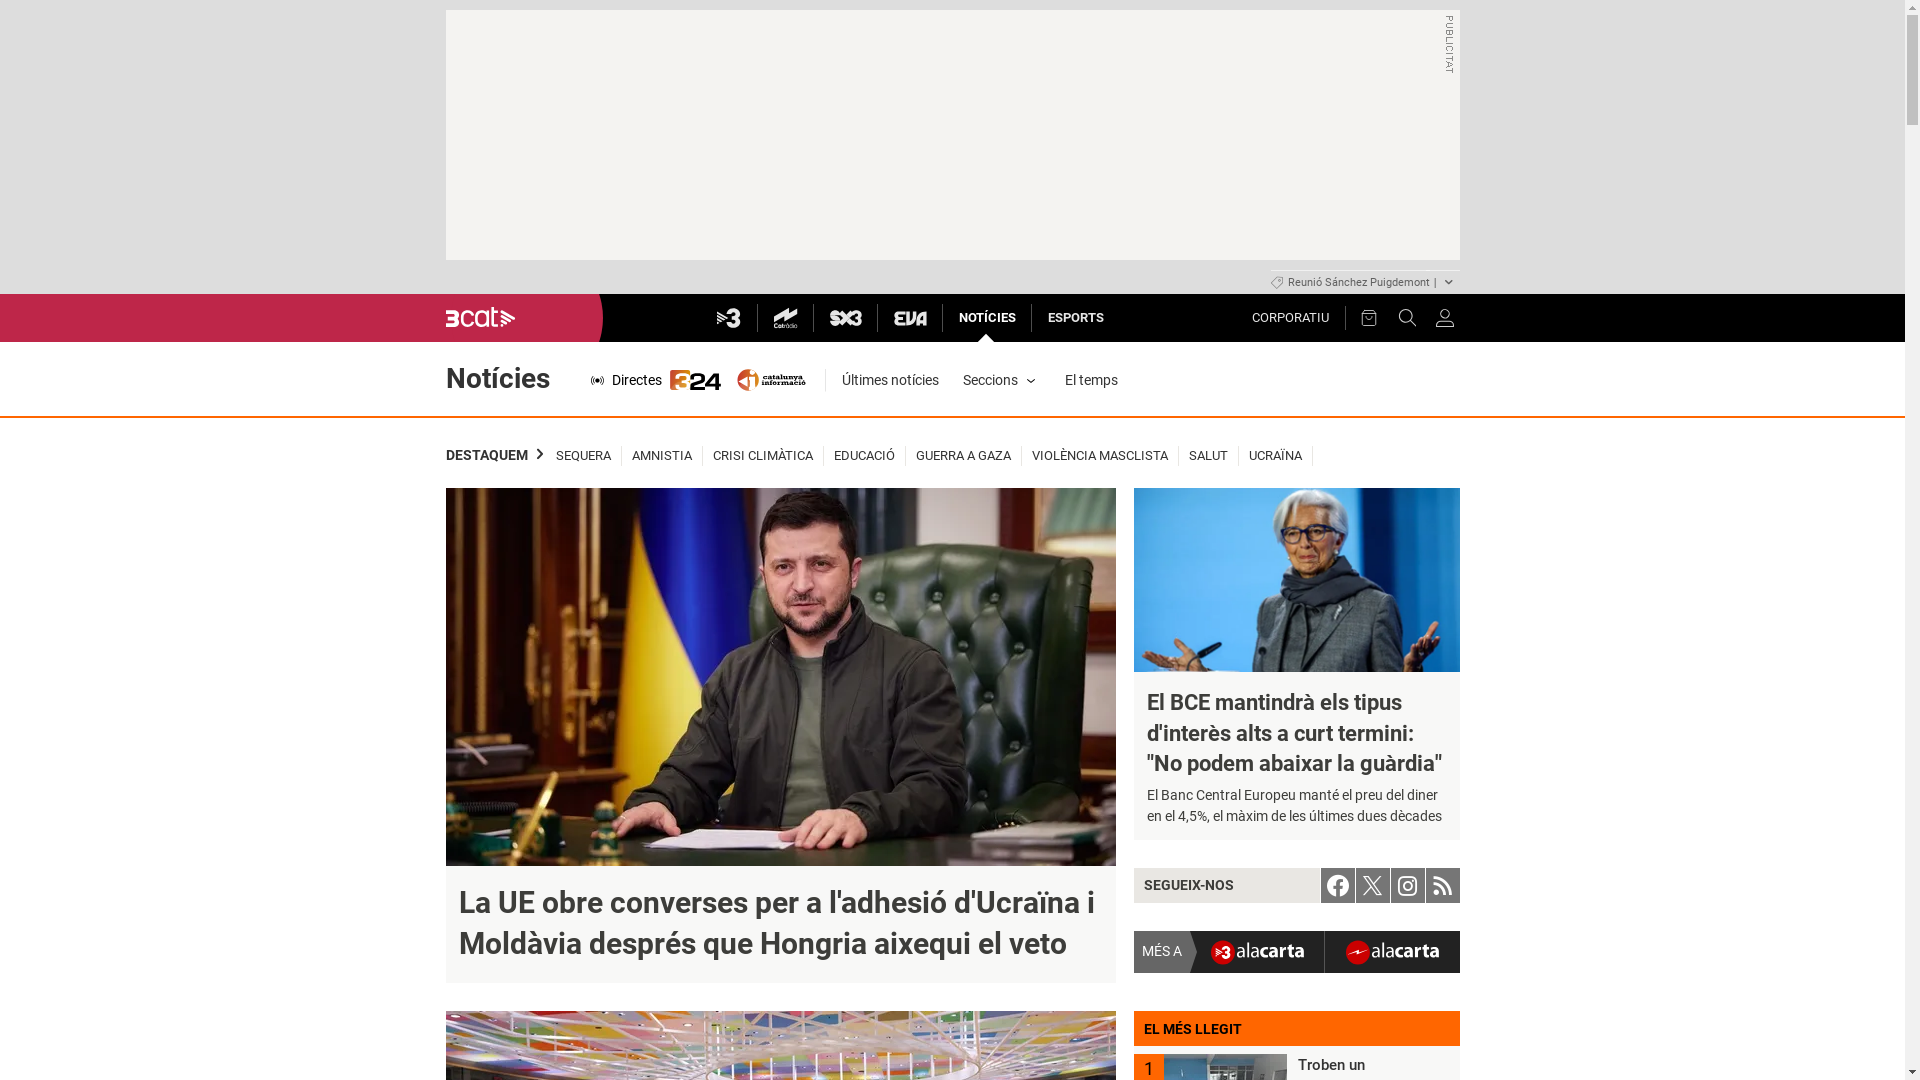 PUBLICITAT
Reunió Sánchez Puigdemont |
3cat
3
Catràdio
SX3
EVA
NOTÍCIES
ESPORTS
CORPORATIU
Notícies
Directes
324
catalunya
informació
Últimes notícies
Seccions
El temps
DESTAQUEM
SEQUERA
AMNISTIA
CRISI CLIMÀTICA
EDUCACIÓ
GUERRA A GAZA
VIOLÈNCIA MASCLISTA
SALUT
UCRAÏNA
La UE obre converses per a l'adhesió d'Ucraïna i
Moldàvia després que Hongria aixequi el veto
El BCE mantindrà els tipus
d'interès alts a curt termini:
"No podem abaixar la guàrdia"
El Banc Central Europeu manté el preu del diner
en el 4,5%, el màxim de les últimes dues dècades
SEGUEIX-NOS
MÉS A
3 alacarta
alacarta
EL MÉS LLEGIT
1
Troben un